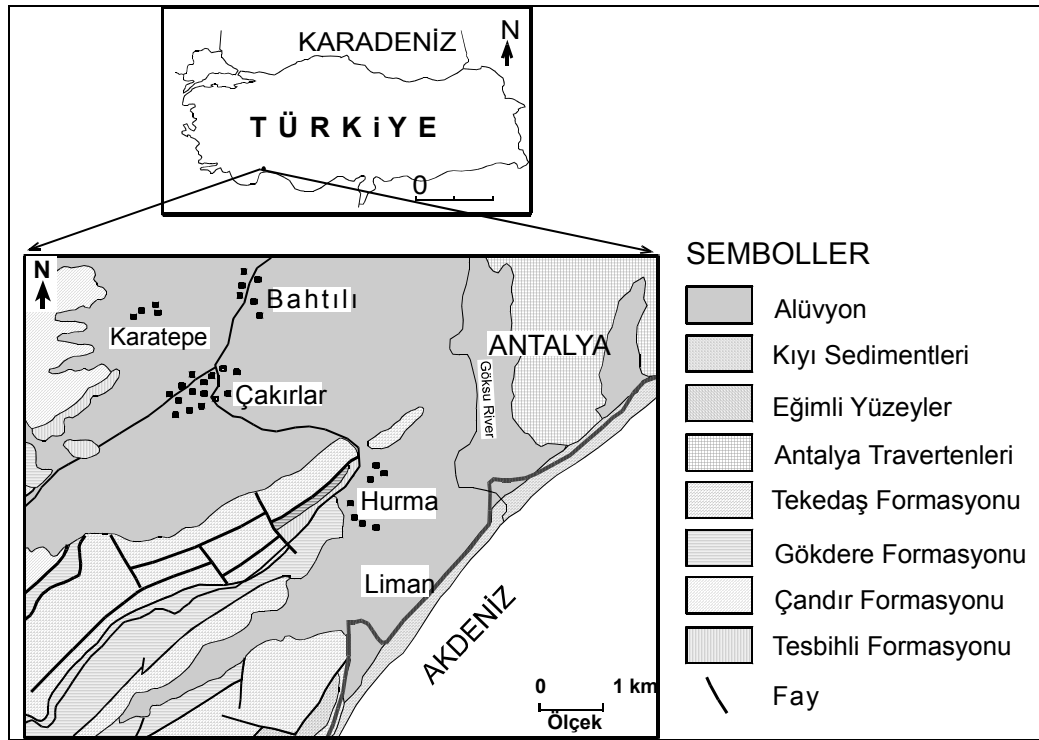 KARADENİZ
N
TÜRKiYE
0
N
Bahtılı
Karatepe
ANTALYA
Göksu River
Çakırlar
Hurma
Liman
AKDENİZ
0 1 km
Ölçek
SEMBOLLER
Alüvyon
Kıyı Sedimentleri
Eğimli Yüzeyler
Antalya Travertenleri
Tekedaş Formasyonu
Gökdere Formasyonu
Çandır Formasyonu
Tesbihli Formasyonu
Fay